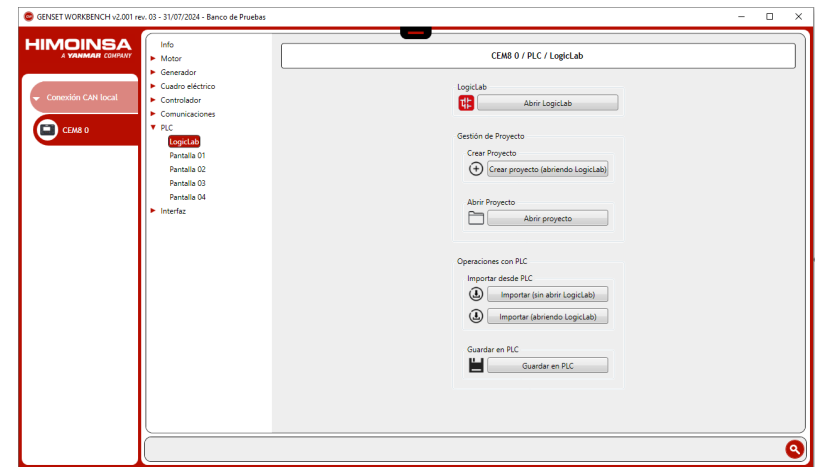 GENSET WORKBENCH v2.001 rev. 03 - 31/07/2024 - Banco de Pruebas
HIMOINSA
A YANMAR COMPANY
Conexión CAN local
CEM8 0
Info
Motor
Generador
Cuadro eléctrico
Controlador
Comunicaciones
PLC
LogicLab
Pantalla 01
Pantalla 02
Pantalla 03
Pantalla 04
Interfaz
CEM8 0 / PLC / LogicLab
LogicLab
Abrir LogicLab
Gestión de Proyecto
Crear Proyecto
Crear proyecto (abriendo LogicLab)
Abrir Proyecto
Abrir proyecto
Operaciones con PLC
Importar desde PLC
Importar (sin abrir LogicLab)
Importar (abriendo LogicLab)
Guardar en PLC
Guardar en PLC